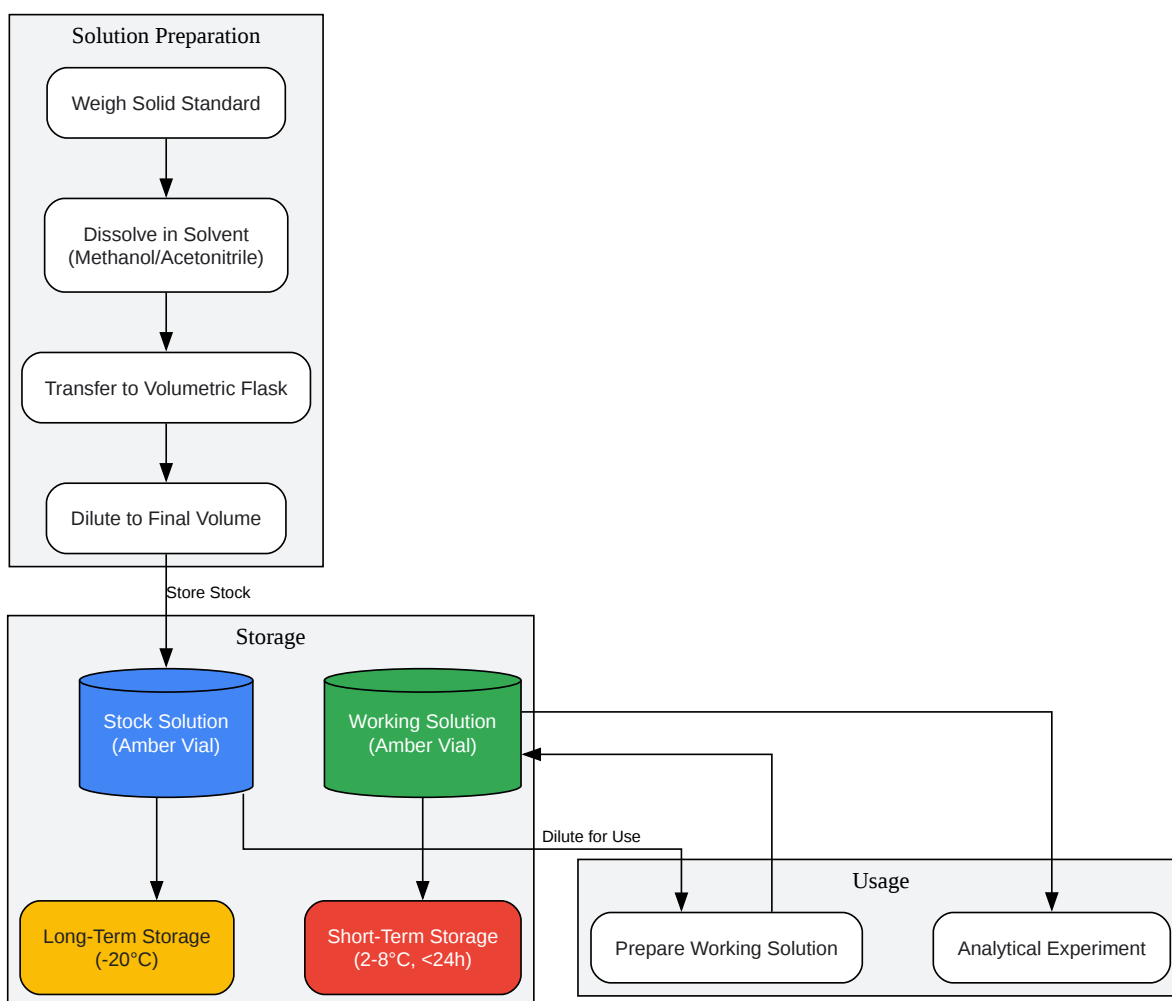 Solution Preparation
Weigh Solid Standard
Dissolve in Solvent
(Methanol/Acetonitrile)
Transfer to Volumetric Flask
Dilute to Final Volume
Store Stock
Storage
Stock Solution
(Amber Vial)
Working Solution
(Amber Vial)
Dilute for Use
Long-Term Storage
(-20°C)
Short-Term Storage
(2-8°C, <24h)
Usage
Prepare Working Solution
Analytical Experiment